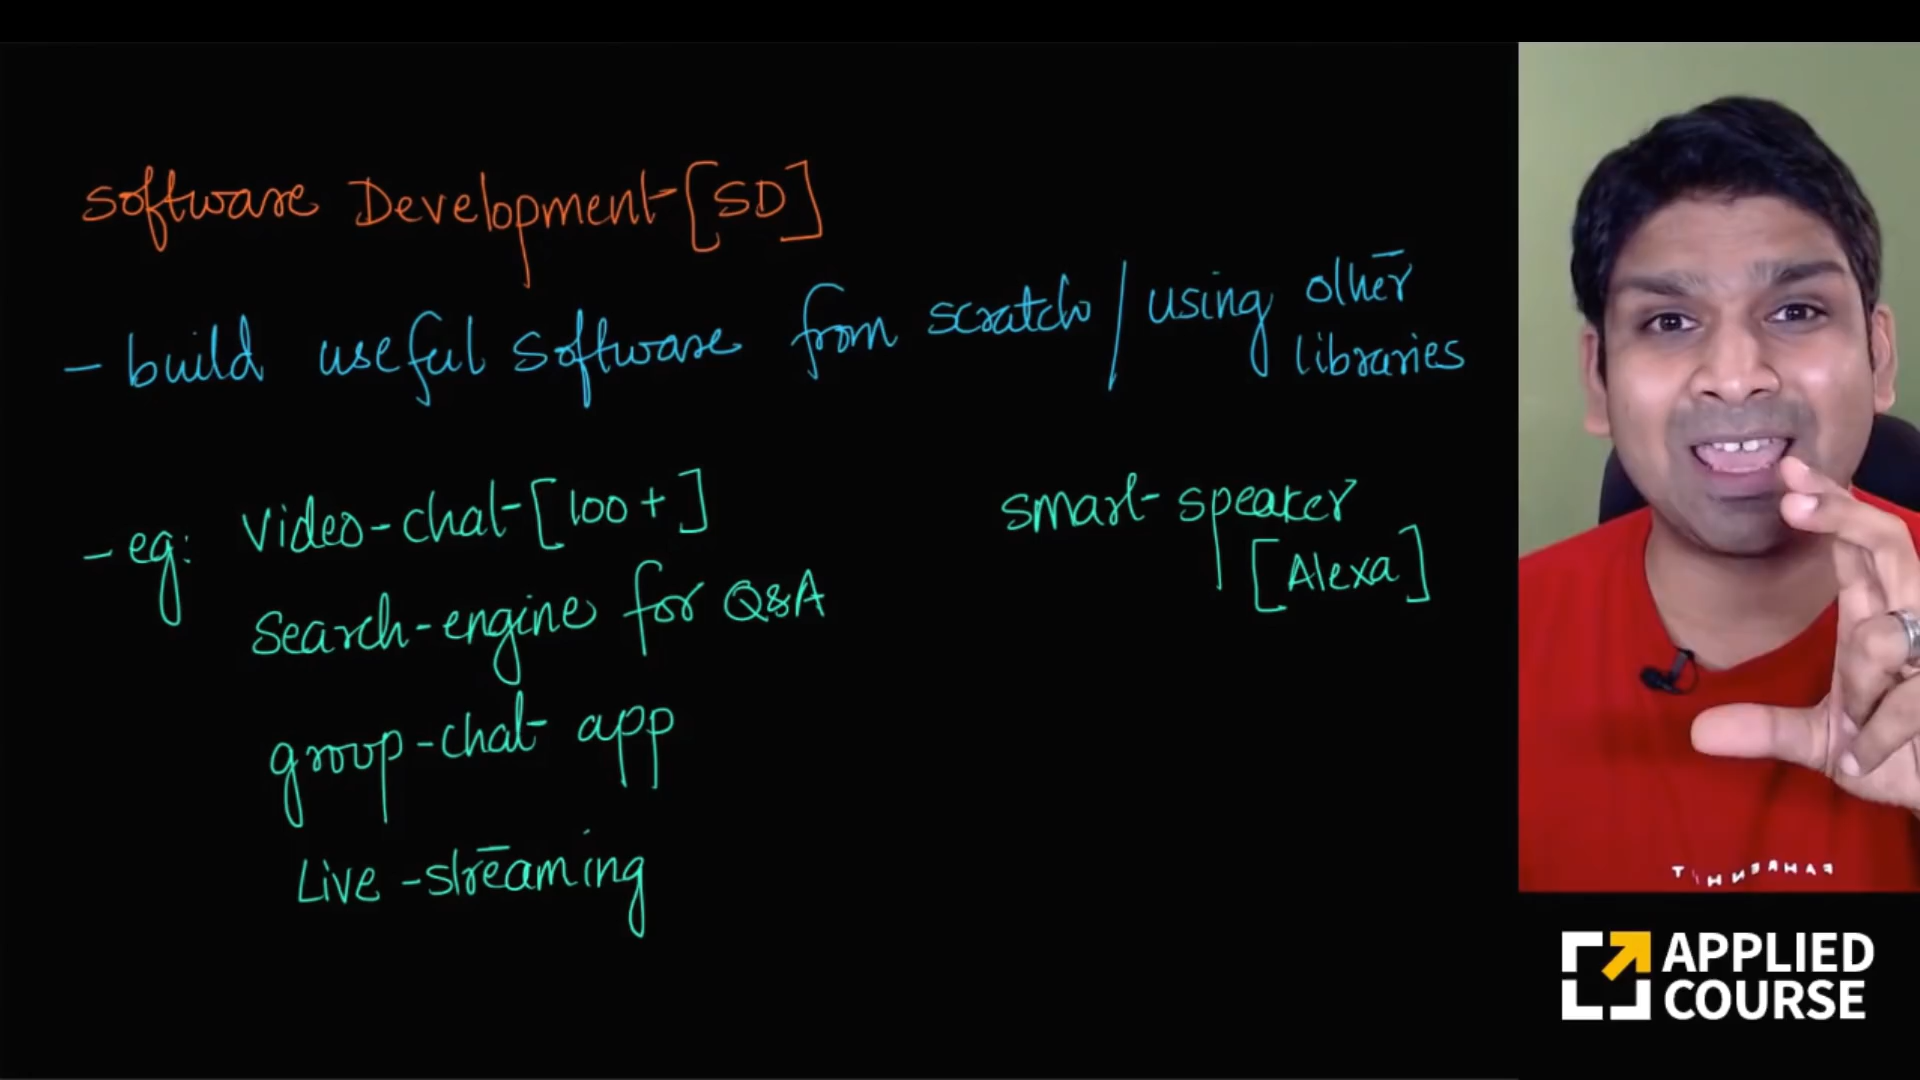 Software Development [SD]
- build useful software from scratch / using other
libraries
- eg: Video-chat [100+]
Search-engine for Q&A
group-chat app
Live-streaming
smart-speaker
[Alexa]
APPLIED
COURSE